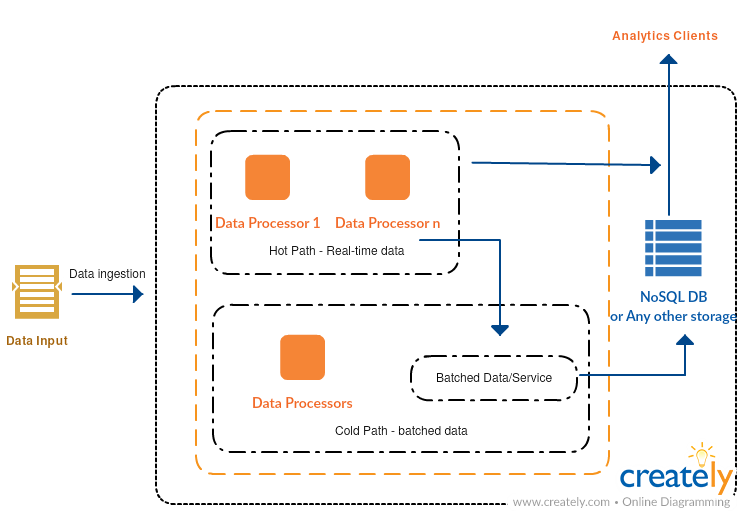 Analytics Clients
Data Processor 1
Data Processor n
Hot Path - Real-time data
Data ingestion
Data Input
NoSQL DB
or Any other storage
Batched Data/Service
Data Processors
Cold Path - batched data
creately
www.creately.com • Online Diagramming